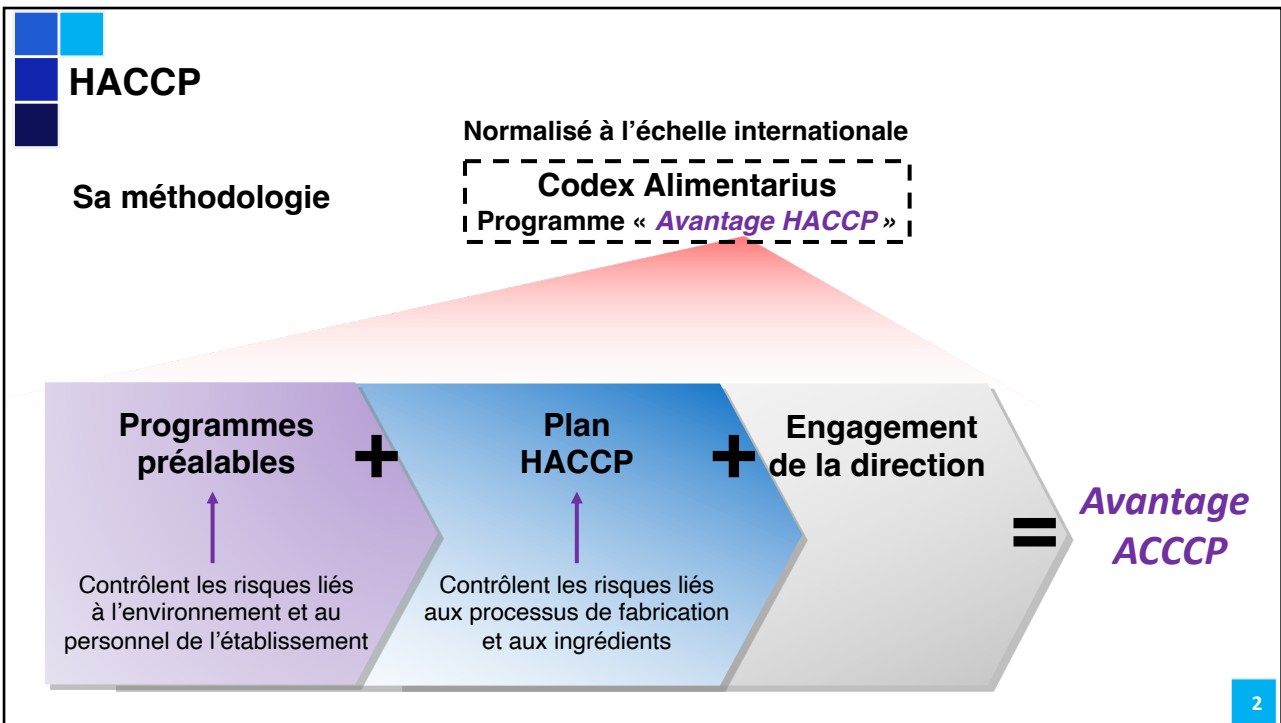 HACCP
Normalisé à l’échelle internationale
Sa méthodologie
Codex Alimentarius
Programme « Avantage HACCP »
Programmes
préalables
+
Plan
HACCP
+
Engagement
de la direction
=
Avantage
ACCCP
Contrôlent les risques liés
à l’environnement et au
personnel de l’établissement
Contrôlent les risques liés
aux processus de fabrication
et aux ingrédients
2